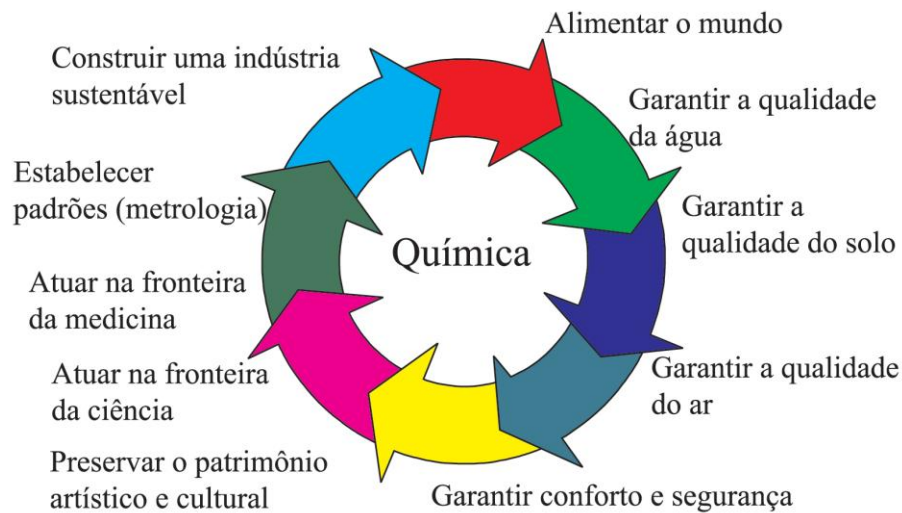 Alimentar o mundo
Garantir a qualidade
da água
Garantir a
qualidade do solo
Garantir a qualidade
do ar
Garantir conforto e segurança
Preservar o patrimônio
artístico e cultural
Atuar na fronteira
da ciência
Atuar na fronteira
da medicina
Estabelecer
padrões (metrologia)
Construir uma indústria
sustentável
Química